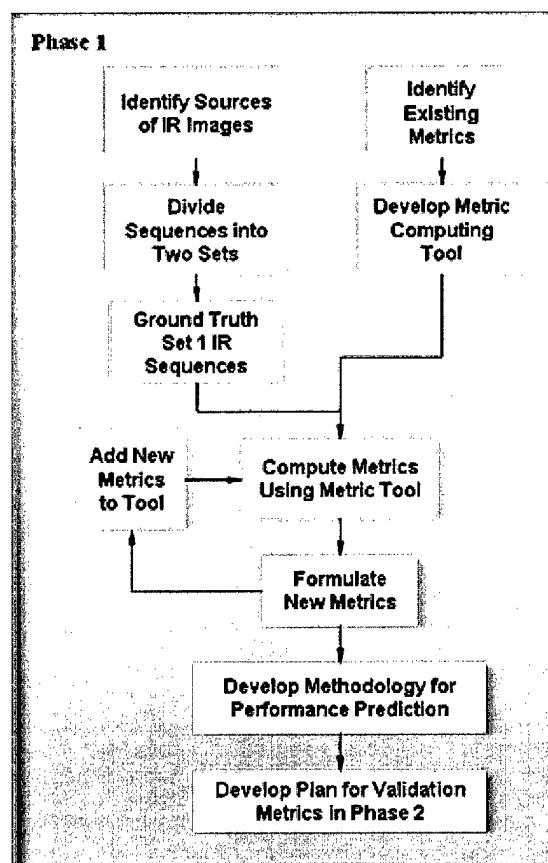 Phase 1
Identify Sources
of IR Images
Identify
Existing
Metrics
Divide
Sequences into
Two Sets
Develop Metric
Computing
Tool
Ground Truth
Set 1 IR
Sequences
Add New
Metrics
to Tool
Compute Metrics
Using Metric Tool
Formulate
New Metrics
Develop Methodology for
Performance Prediction
Develop Plan for Validation
Metrics in Phase 2